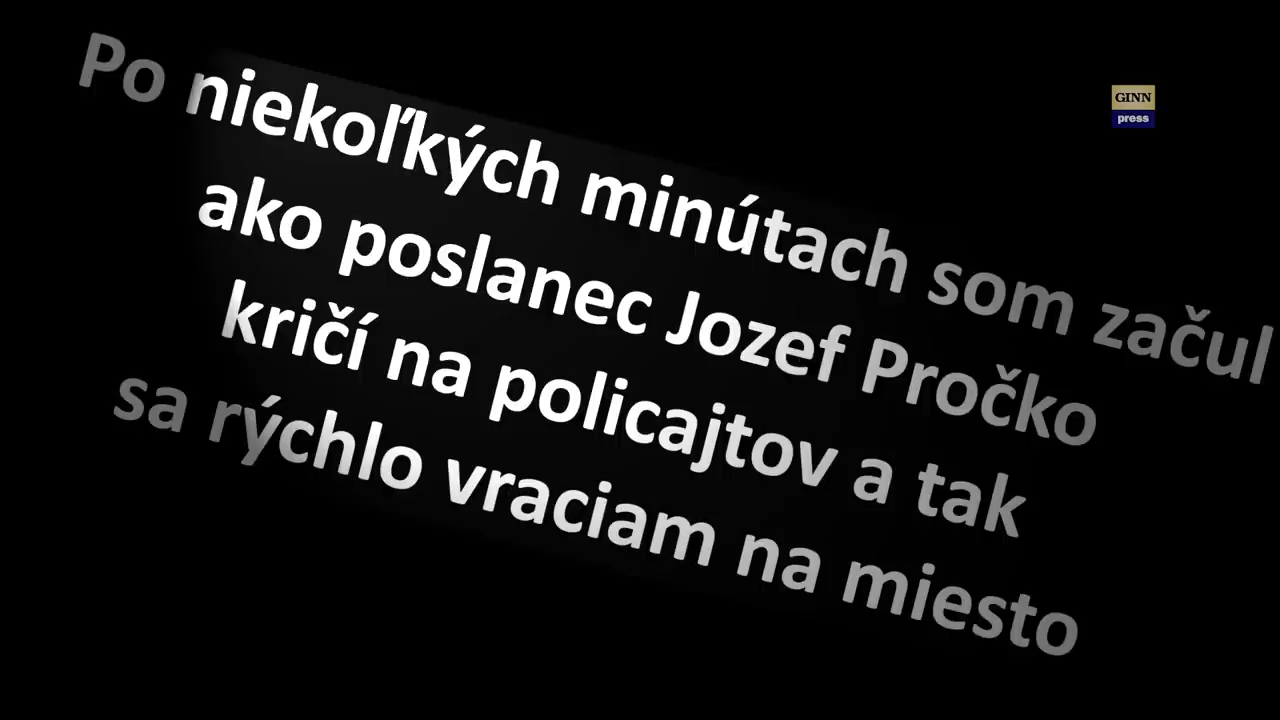 Po niekoľkých minútach som začul
ako poslanec Jozef Pročko
kričí na policajtov a tak
sa rýchlo vraciam na miesto
GINN
press